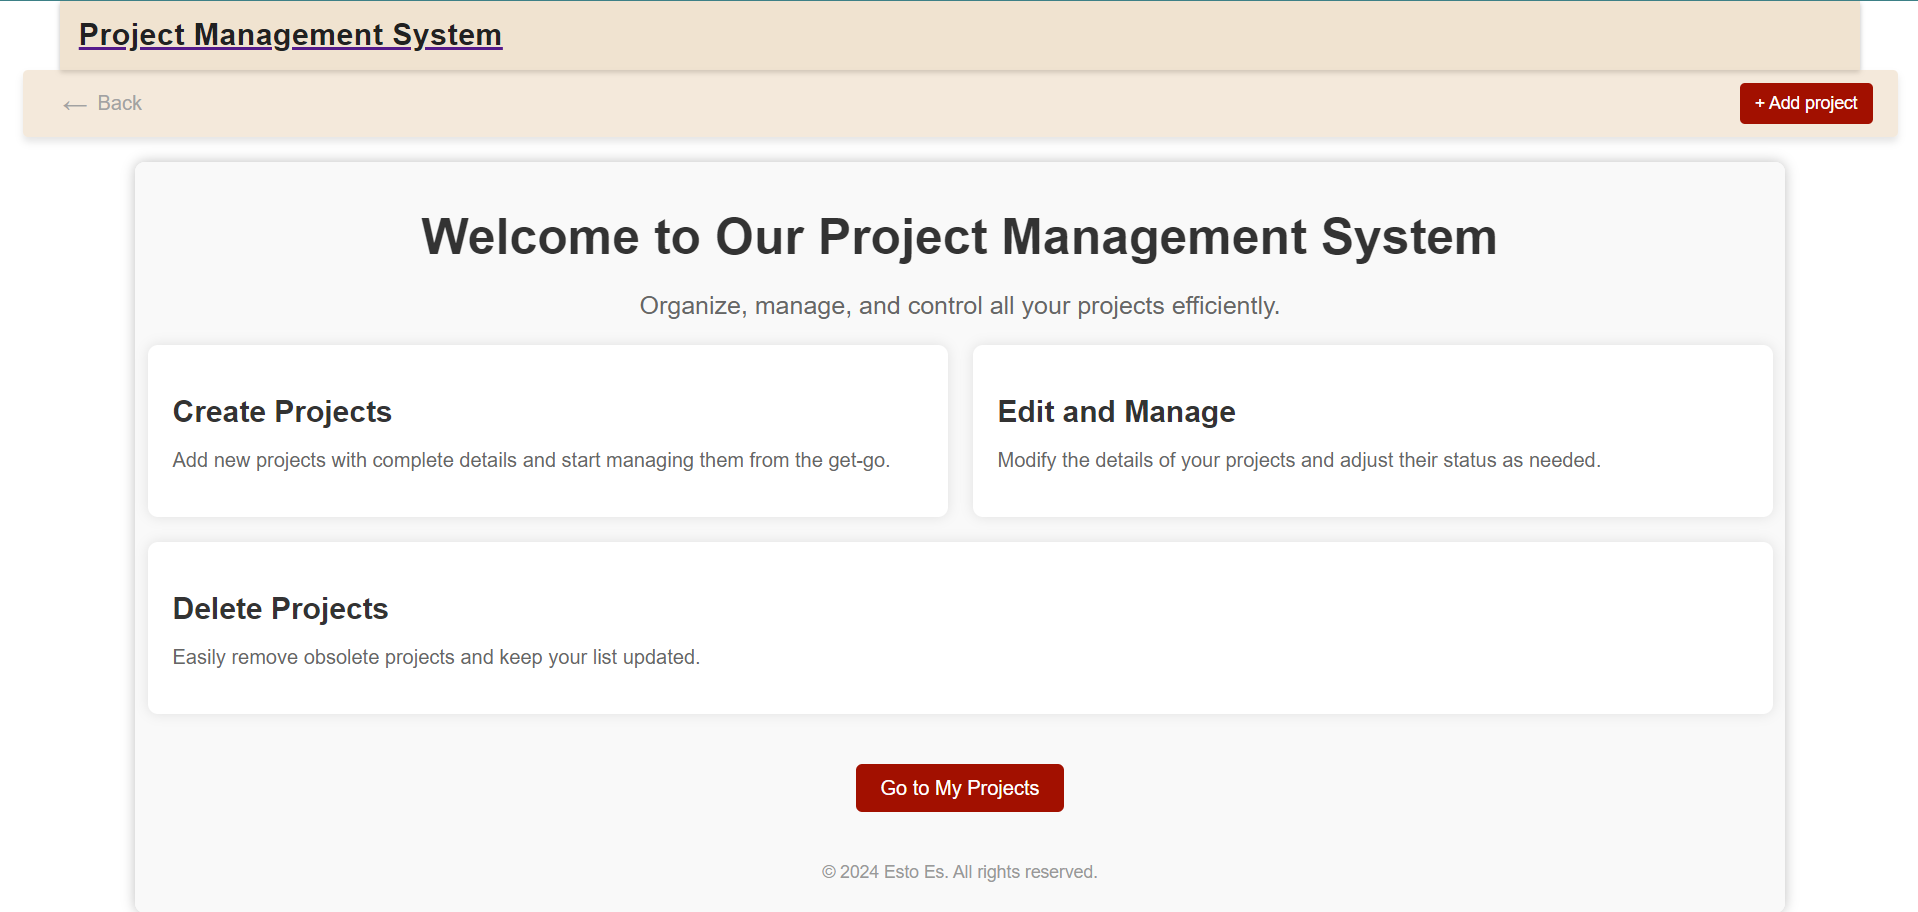 Project Management System
← Back
+ Add project
Welcome to Our Project Management System
Organize, manage, and control all your projects efficiently.
Create Projects
Add new projects with complete details and start managing them from the get-go.
Edit and Manage
Modify the details of your projects and adjust their status as needed.
Delete Projects
Easily remove obsolete projects and keep your list updated.
Go to My Projects
© 2024 Esto Es. All rights reserved.